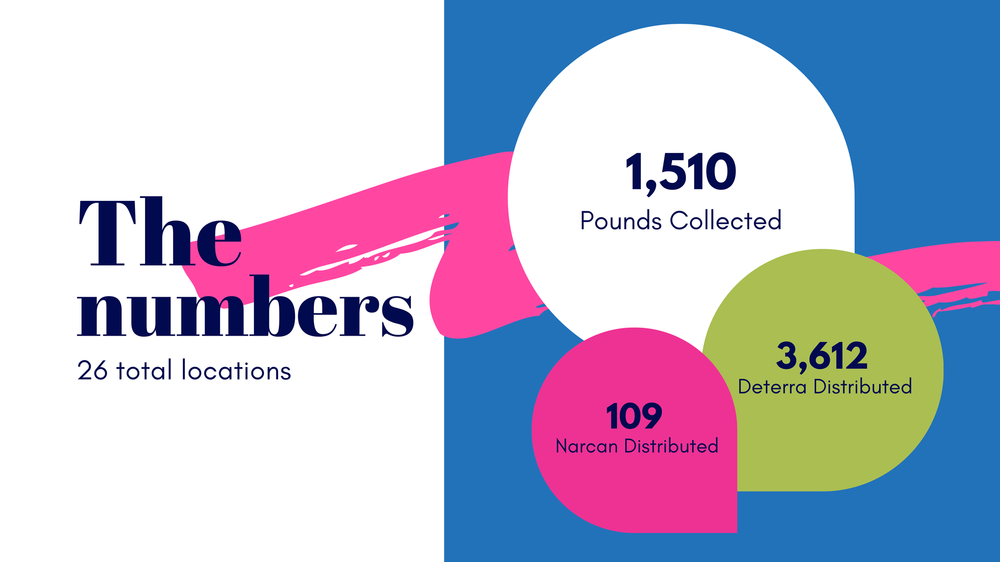 The
numbers
26 total locations
1,510
Pounds Collected
3,612
Deterra Distributed
109
Narcan Distributed